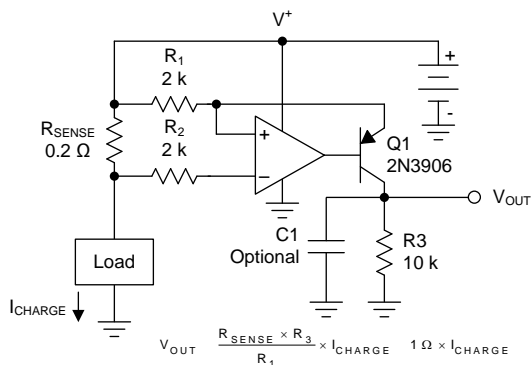 V+
R1
2 k
+
RSENSE
0.2 Ω
R2
2 k
+
−
-
Q1
2N3906
VOUT
C1
Optional
R3
10 k
Load
ICHARGE
VOUT RSENSE × R3 / R1 × ICHARGE 1 Ω × ICHARGE